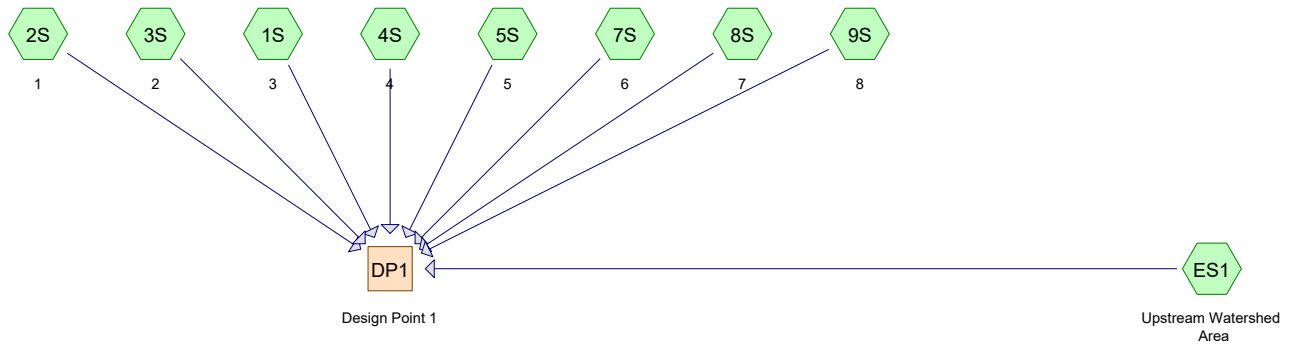 2S
3S
1S
4S
5S
7S
8S
9S
1
2
3
4
5
6
7
8
DP1
ES1
Design Point 1
Upstream Watershed
Area